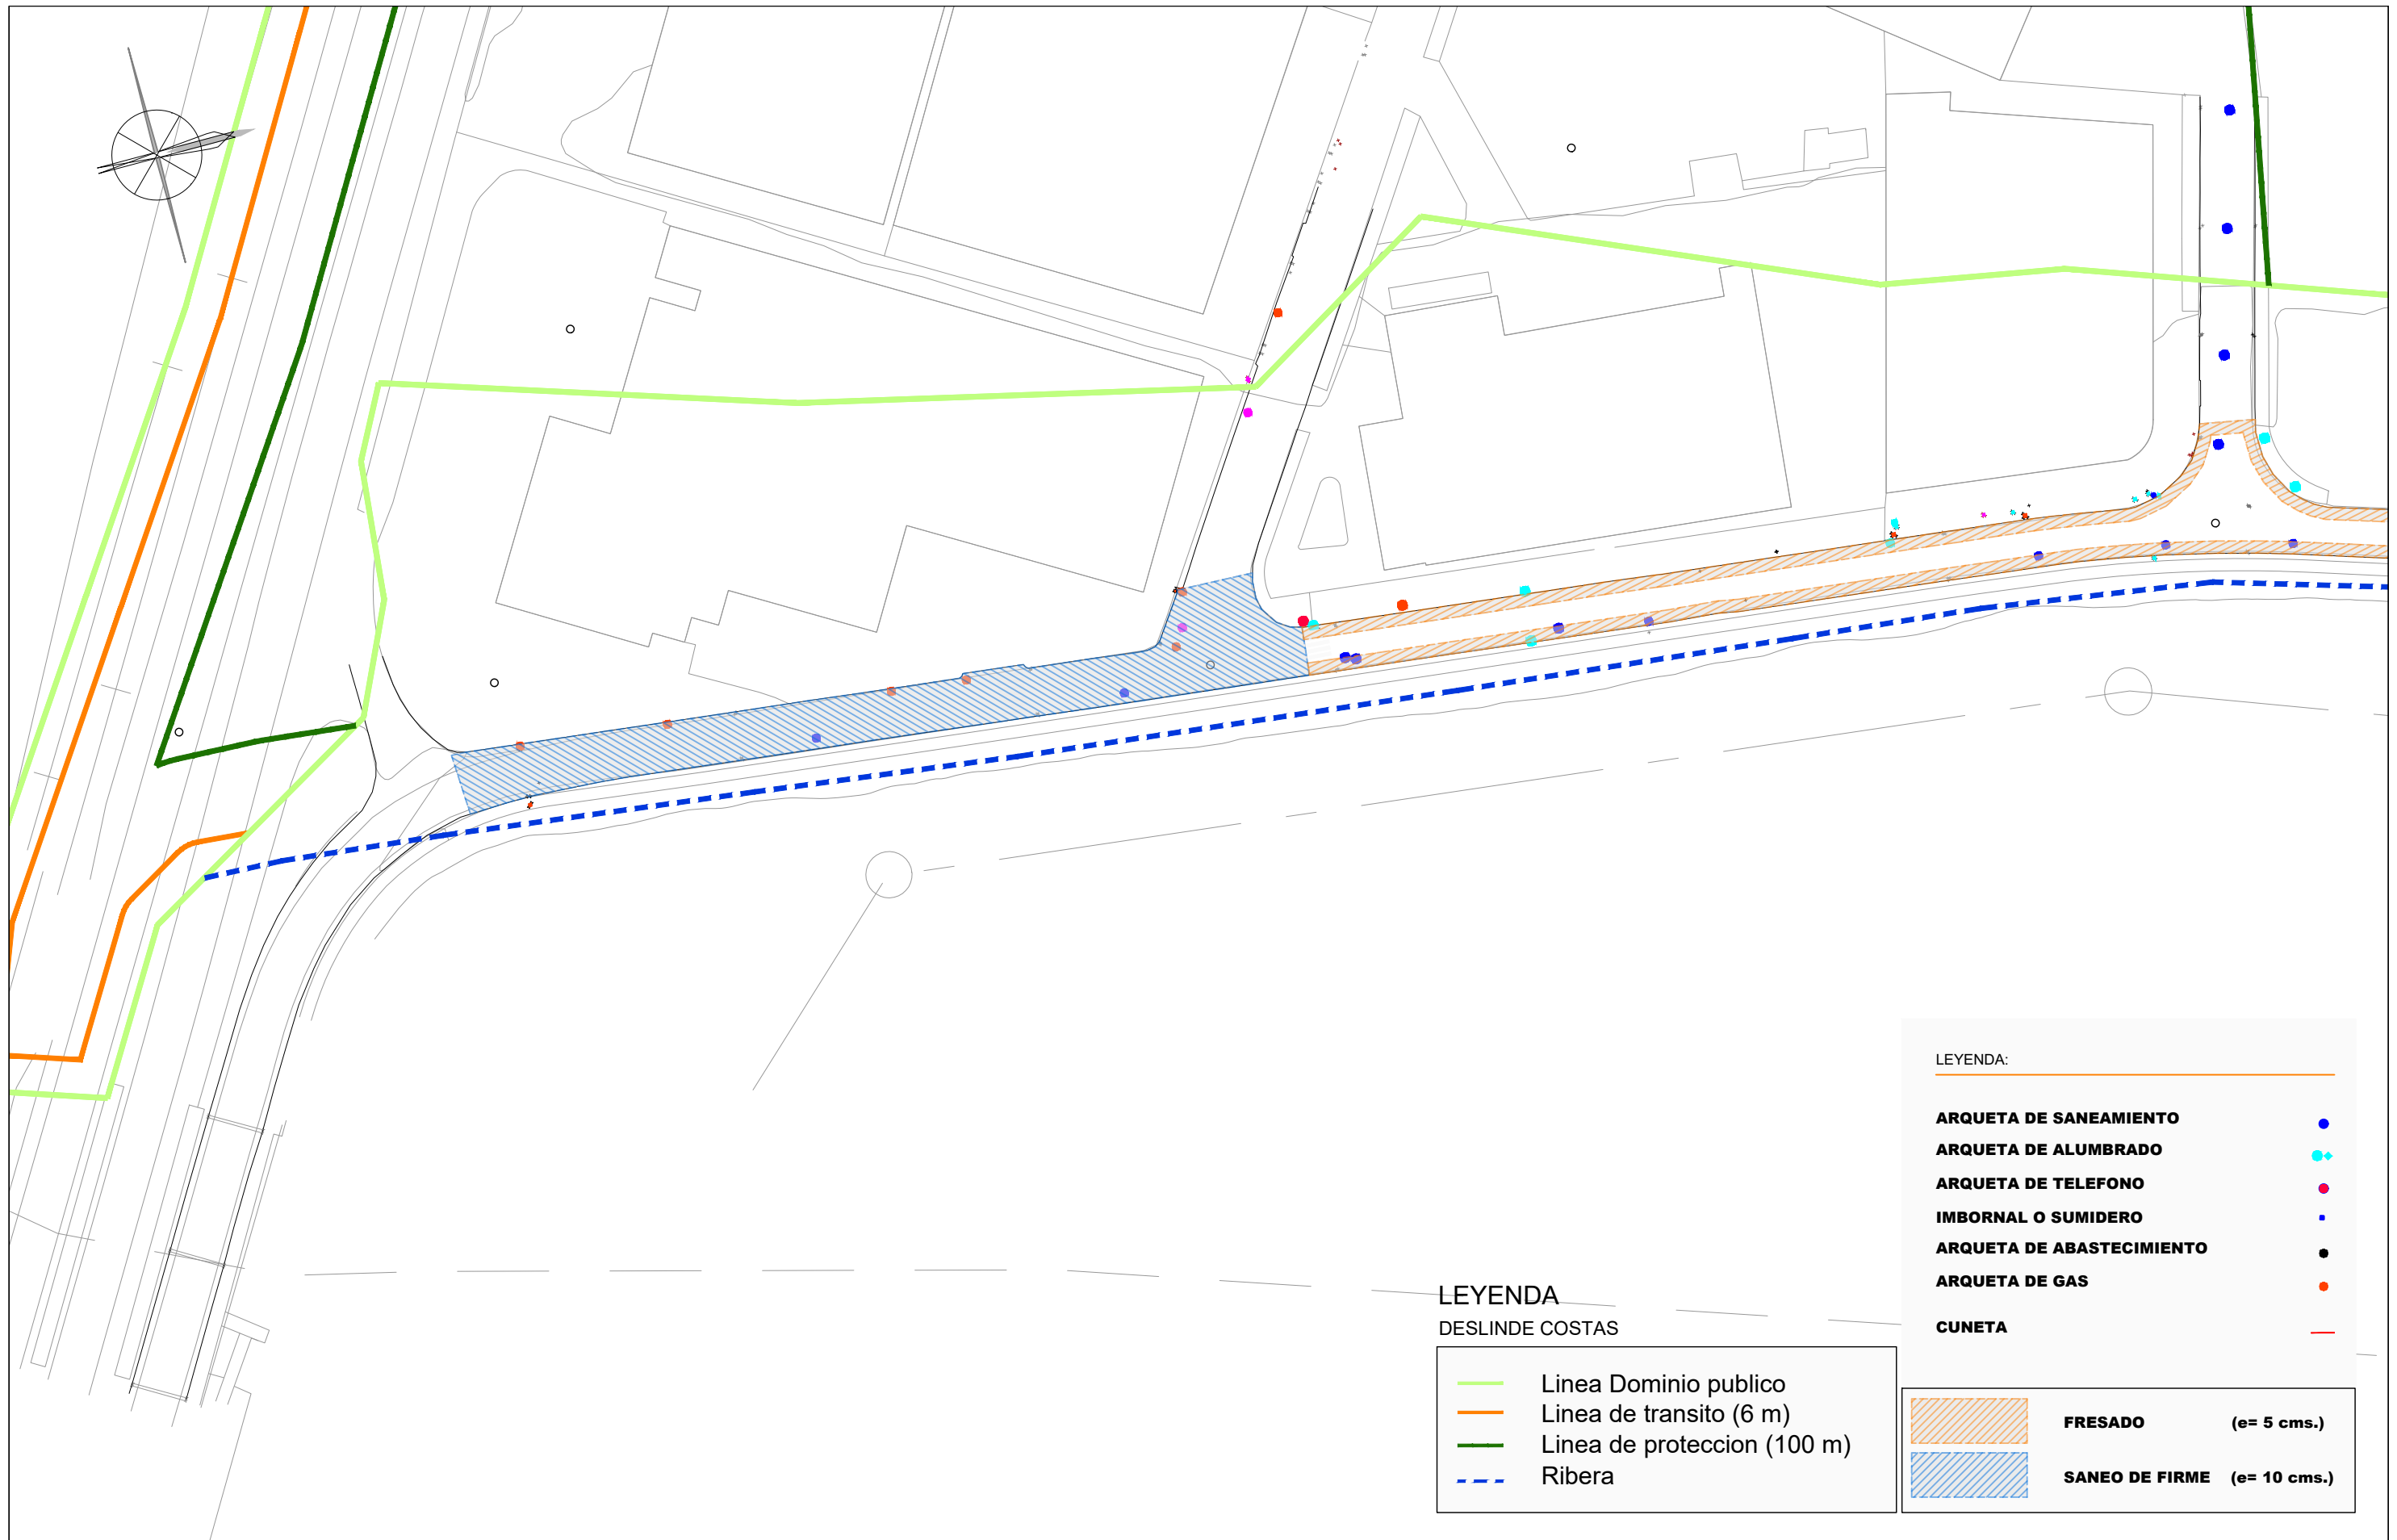 LEYENDA:
ARQUETA DE SANEAMIENTO
ARQUETA DE ALUMBRADO
ARQUETA DE TELEFONO
IMBORNAL O SUMIDERO
ARQUETA DE ABASTECIMIENTO
ARQUETA DE GAS
CUNETA
LEYENDA
DESLINDE COSTAS
Linea Dominio publico
Linea de transito (6 m)
Linea de proteccion (100 m)
Ribera
FRESADO (e= 5 cms.)
SANEO DE FIRME (e= 10 cms.)